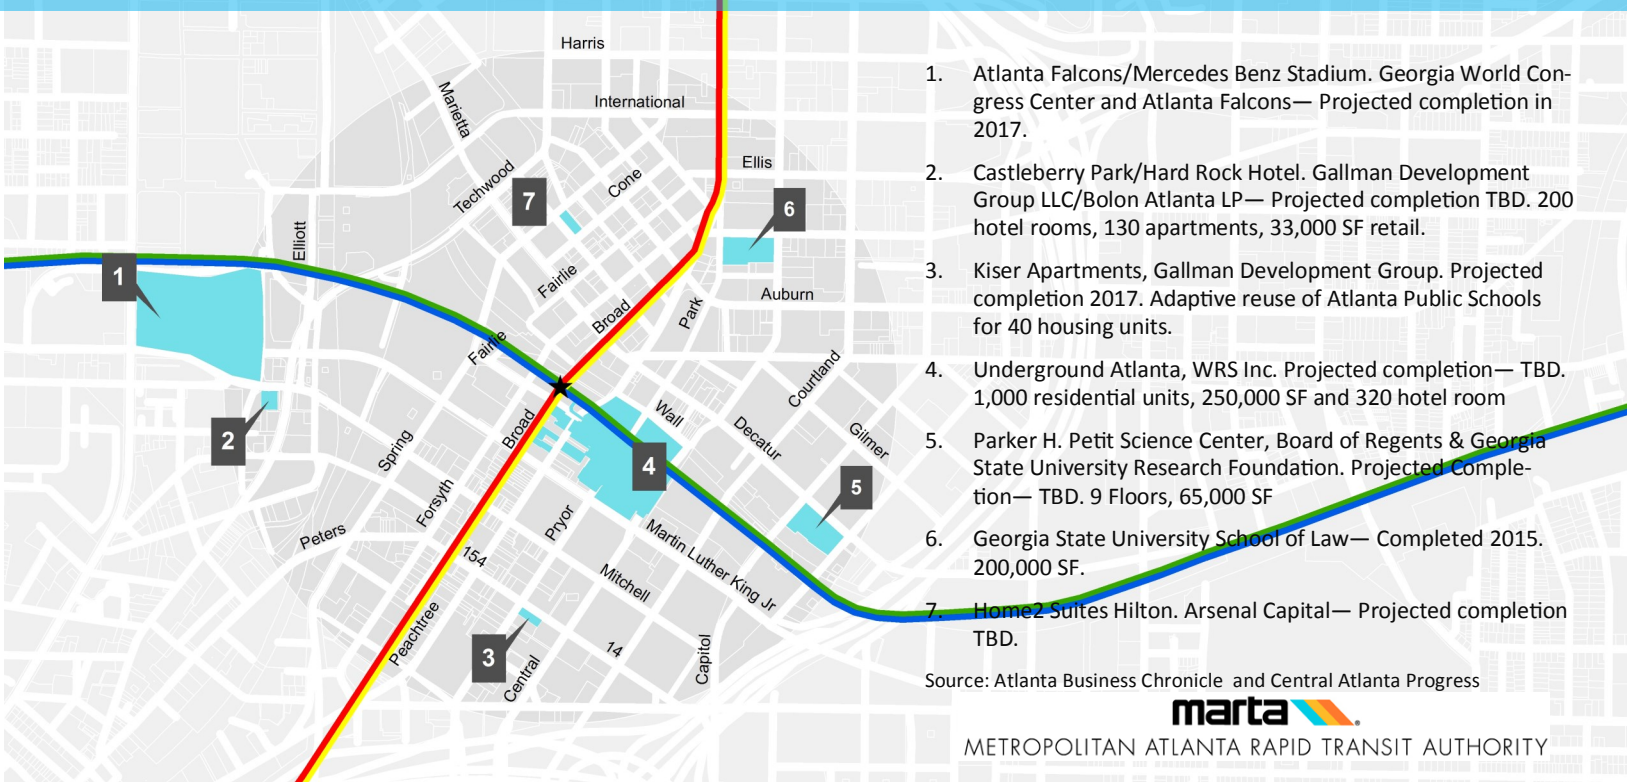 Harris
Marietta
International
Ellis
Techwood
Cone
7
6
Elliott
1
Fairlie
Auburn
Broad
Park
Fairlie
Courtland
Wall
Decatur
Gilmer
Broad
2
Spring
4
5
Forsyth
Pryor
Peters
154
Martin Luther King Jr
Mitchell
Peachtree
3
14
Central
Capitol
1. Atlanta Falcons/Mercedes Benz Stadium. Georgia World Con-
gress Center and Atlanta Falcons— Projected completion in
2017.
2. Castleberry Park/Hard Rock Hotel. Gallman Development
Group LLC/Bolon Atlanta LP— Projected completion TBD. 200
hotel rooms, 130 apartments, 33,000 SF retail.
3. Kiser Apartments, Gallman Development Group. Projected
completion 2017. Adaptive reuse of Atlanta Public Schools
for 40 housing units.
4. Underground Atlanta, WRS Inc. Projected completion— TBD.
1,000 residential units, 250,000 SF and 320 hotel room
5. Parker H. Petit Science Center, Board of Regents & Georgia
State University Research Foundation. Projected Comple-
tion— TBD. 9 Floors, 65,000 SF
6. Georgia State University School of Law— Completed 2015.
200,000 SF.
7. Home2 Suites Hilton. Arsenal Capital— Projected completion
TBD.
Source: Atlanta Business Chronicle and Central Atlanta Progress
marta
METROPOLITAN ATLANTA RAPID TRANSIT AUTHORITY